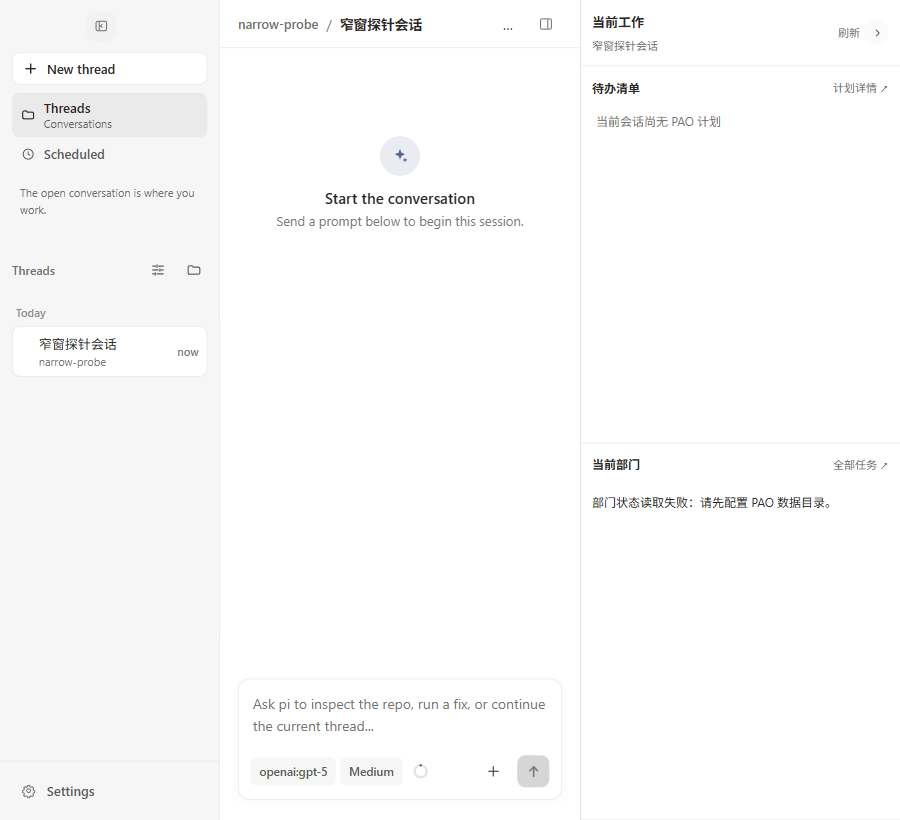 New thread
Threads
Conversations
Scheduled
The open conversation is where you
work.
Threads
Today
窄窗探针会话
narrow-probe
now
Settings
narrow-probe / 窄窗探针会话
...
Start the conversation
Send a prompt below to begin this session.
Ask pi to inspect the repo, run a fix, or continue
the current thread...
openai:gpt-5
Medium
当前工作
窄窗探针会话
刷新
待办清单
计划详情 ↗
当前会话尚无 PAO 计划
当前部门
全部任务 ↗
部门状态读取失败：请先配置 PAO 数据目录。